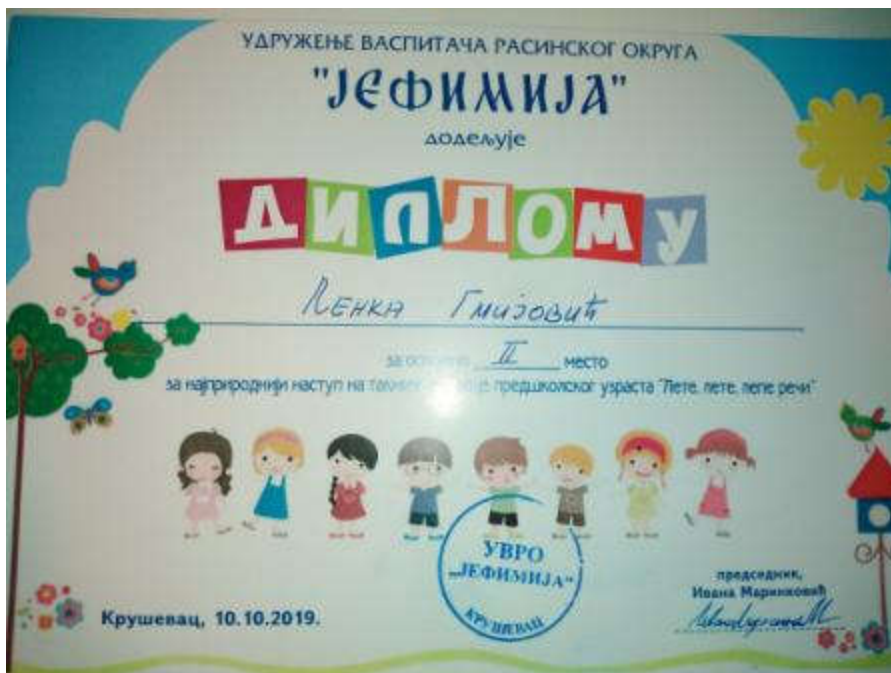 УДРУЖЕЊЕ ВАСПИТАЧА РАСИНСКОГ ОКРУГА
"ЈЕФИМИЈА"
додељује
ДИПЛОМУ
Ленка Гмијовић
за II место
за најприроднији наступ на предшколског узраста "Лете, лете, лепе речи"
УВРО
„ЈЕФИМИЈА"
КРУШЕВАЦ
председник,
Ивана Маринковић
Крушевац, 10.10.2019.